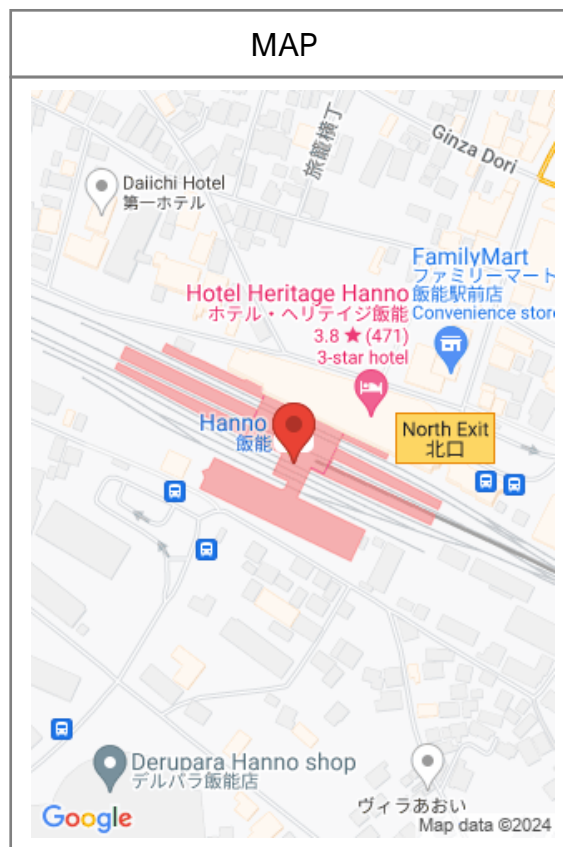 MAP
旅籠横丁
Ginza Dori
Daiichi Hotel
第一ホテル
FamilyMart
ファミリーマート
飯能駅前店
Convenience store
Hotel Heritage Hanno
ホテル・ヘリテイジ飯能
3.8 ★ (471)
3-star hotel
Hanno
飯能
North Exit
北口
Derupara Hanno shop
デルパラ飯能店
ヴィラあおい
Google
Map data ©2024